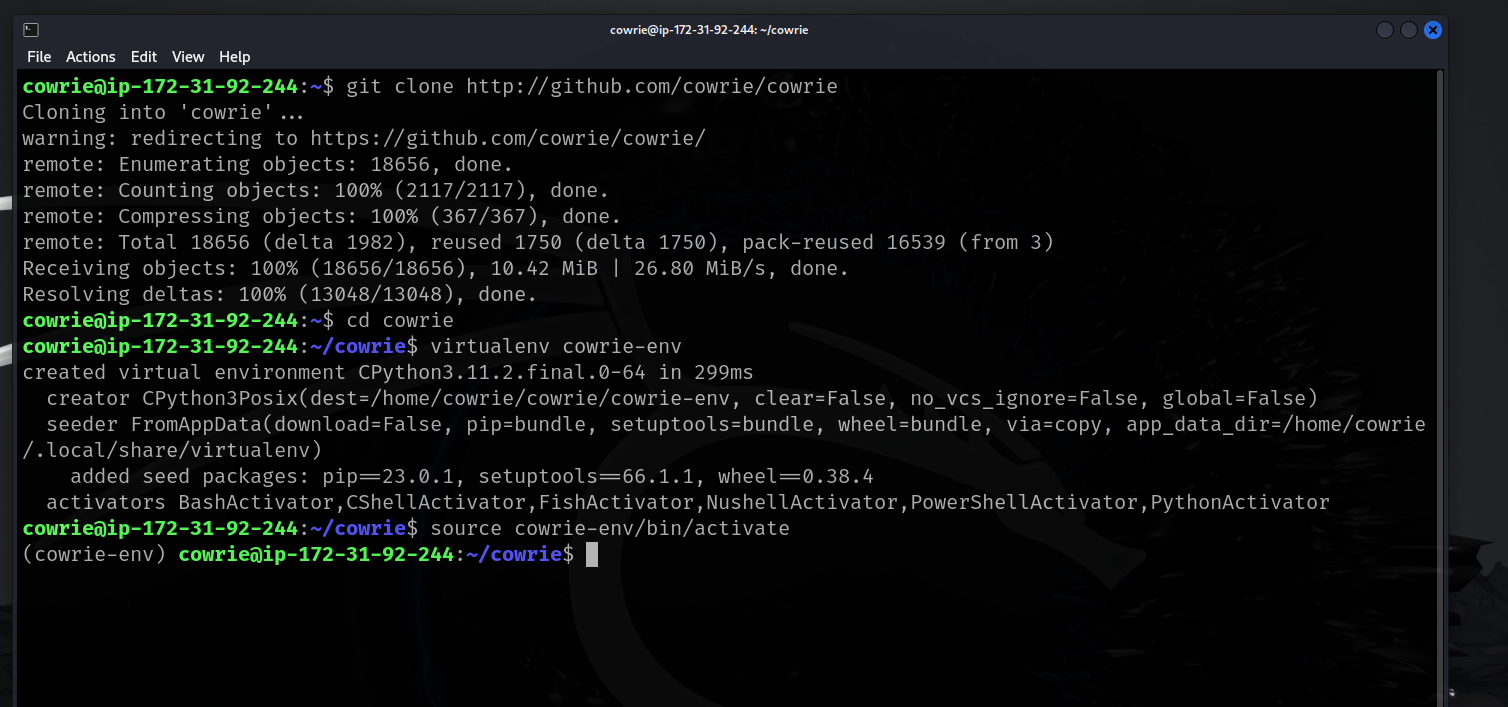 cowrie@ip-172-31-92-244: ~/cowrie
File Actions Edit View Help
cowrie@ip-172-31-92-244:~$ git clone http://github.com/cowrie/cowrie
Cloning into 'cowrie'...
warning: redirecting to https://github.com/cowrie/cowrie/
remote: Enumerating objects: 18656, done.
remote: Counting objects: 100% (2117/2117), done.
remote: Compressing objects: 100% (367/367), done.
remote: Total 18656 (delta 1982), reused 1750 (delta 1750), pack-reused 16539 (from 3)
Receiving objects: 100% (18656/18656), 10.42 MiB | 26.80 MiB/s, done.
Resolving deltas: 100% (13048/13048), done.
cowrie@ip-172-31-92-244:~$ cd cowrie
cowrie@ip-172-31-92-244:~/cowrie$ virtualenv cowrie-env
created virtual environment CPython3.11.2.final.0-64 in 299ms
  creator CPython3Posix(dest=/home/cowrie/cowrie/cowrie-env, clear=False, no_vcs_ignore=False, global=False)
  seeder FromAppData(download=False, pip=bundle, setuptools=bundle, wheel=bundle, via=copy, app_data_dir=/home/cowrie
/.local/share/virtualenv)
    added seed packages: pip==23.0.1, setuptools==66.1.1, wheel==0.38.4
  activators BashActivator,CShellActivator,FishActivator,NushellActivator,PowerShellActivator,PythonActivator
cowrie@ip-172-31-92-244:~/cowrie$ source cowrie-env/bin/activate
(cowrie-env) cowrie@ip-172-31-92-244:~/cowrie$